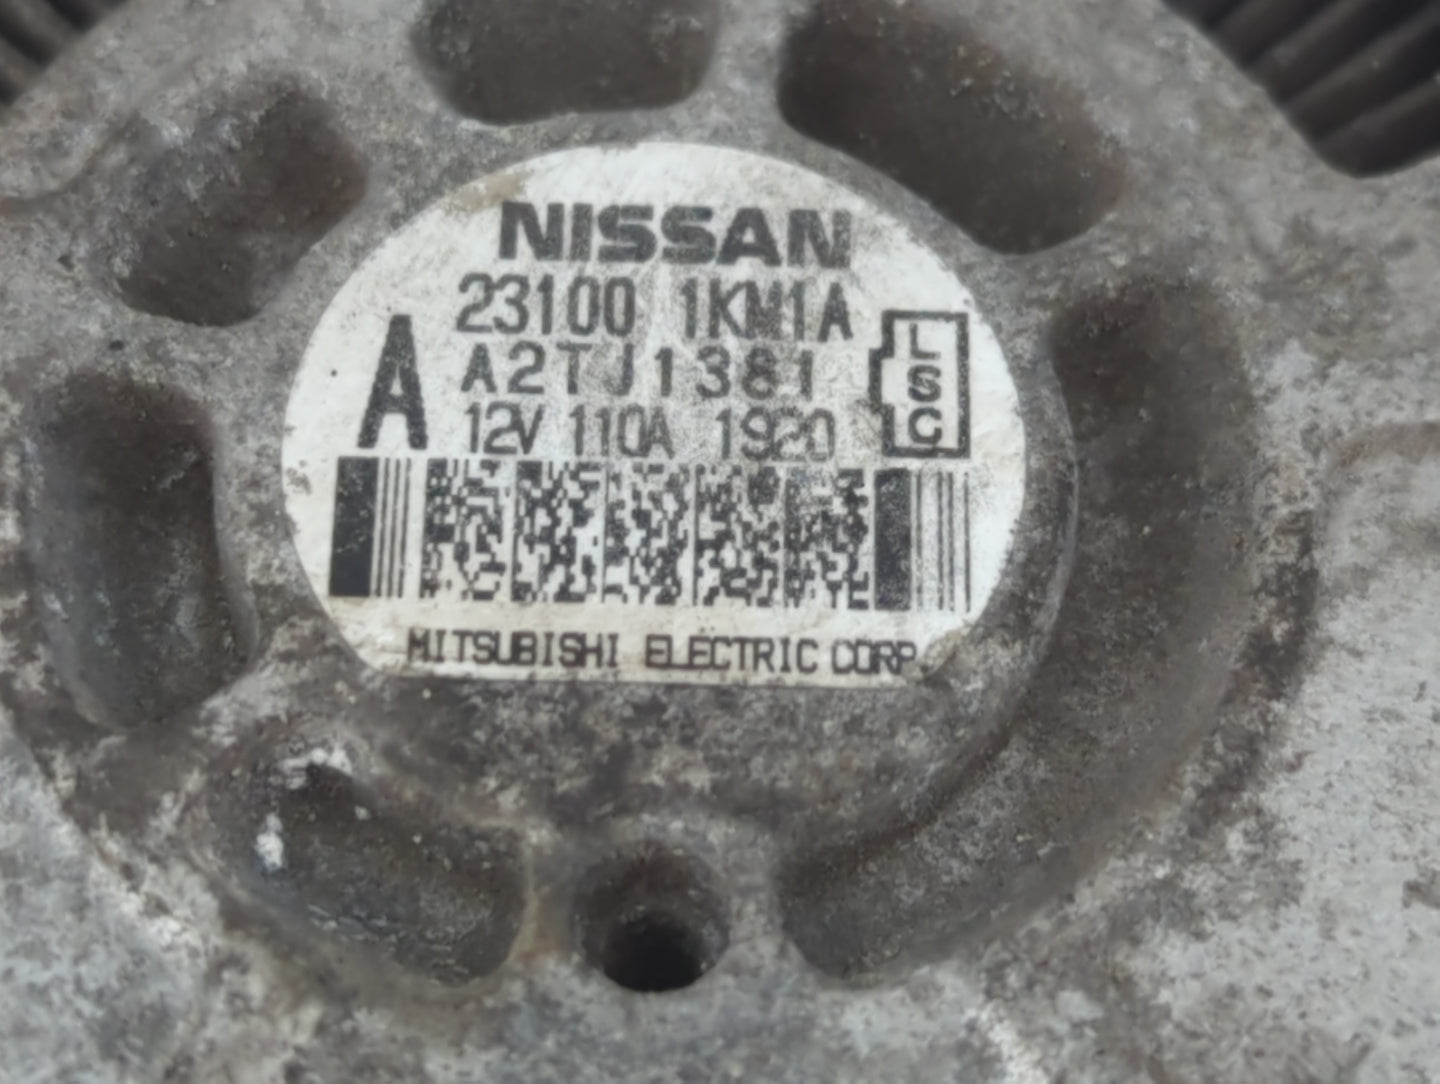 NISSAN
23100 1KM1A
A
A2TJ1381
12V 110A 1920
L
S
C
MITSUBISHI ELECTRIC CORP.